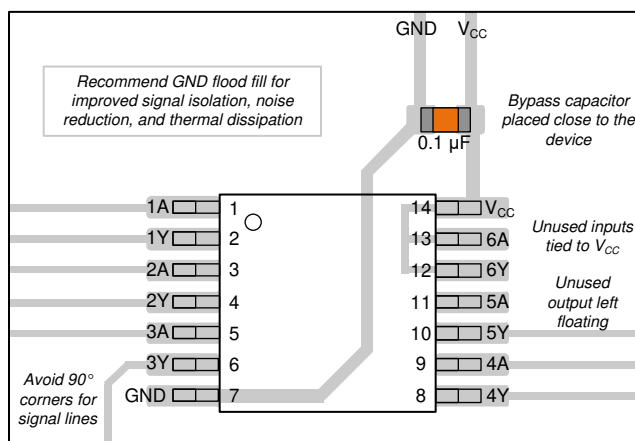 GND VCC
Recommend GND flood fill for
improved signal isolation, noise
reduction, and thermal dissipation
Bypass capacitor
placed close to the
device
0.1 µF
1A 1 14 VCC
1Y 2 13 6A
2A 3 12 6Y
2Y 4 11 5A
3A 5 10 5Y
3Y 6 9 4A
GND 7 8 4Y
Unused inputs
tied to VCC
Unused
output left
floating
Avoid 90°
corners for
signal lines